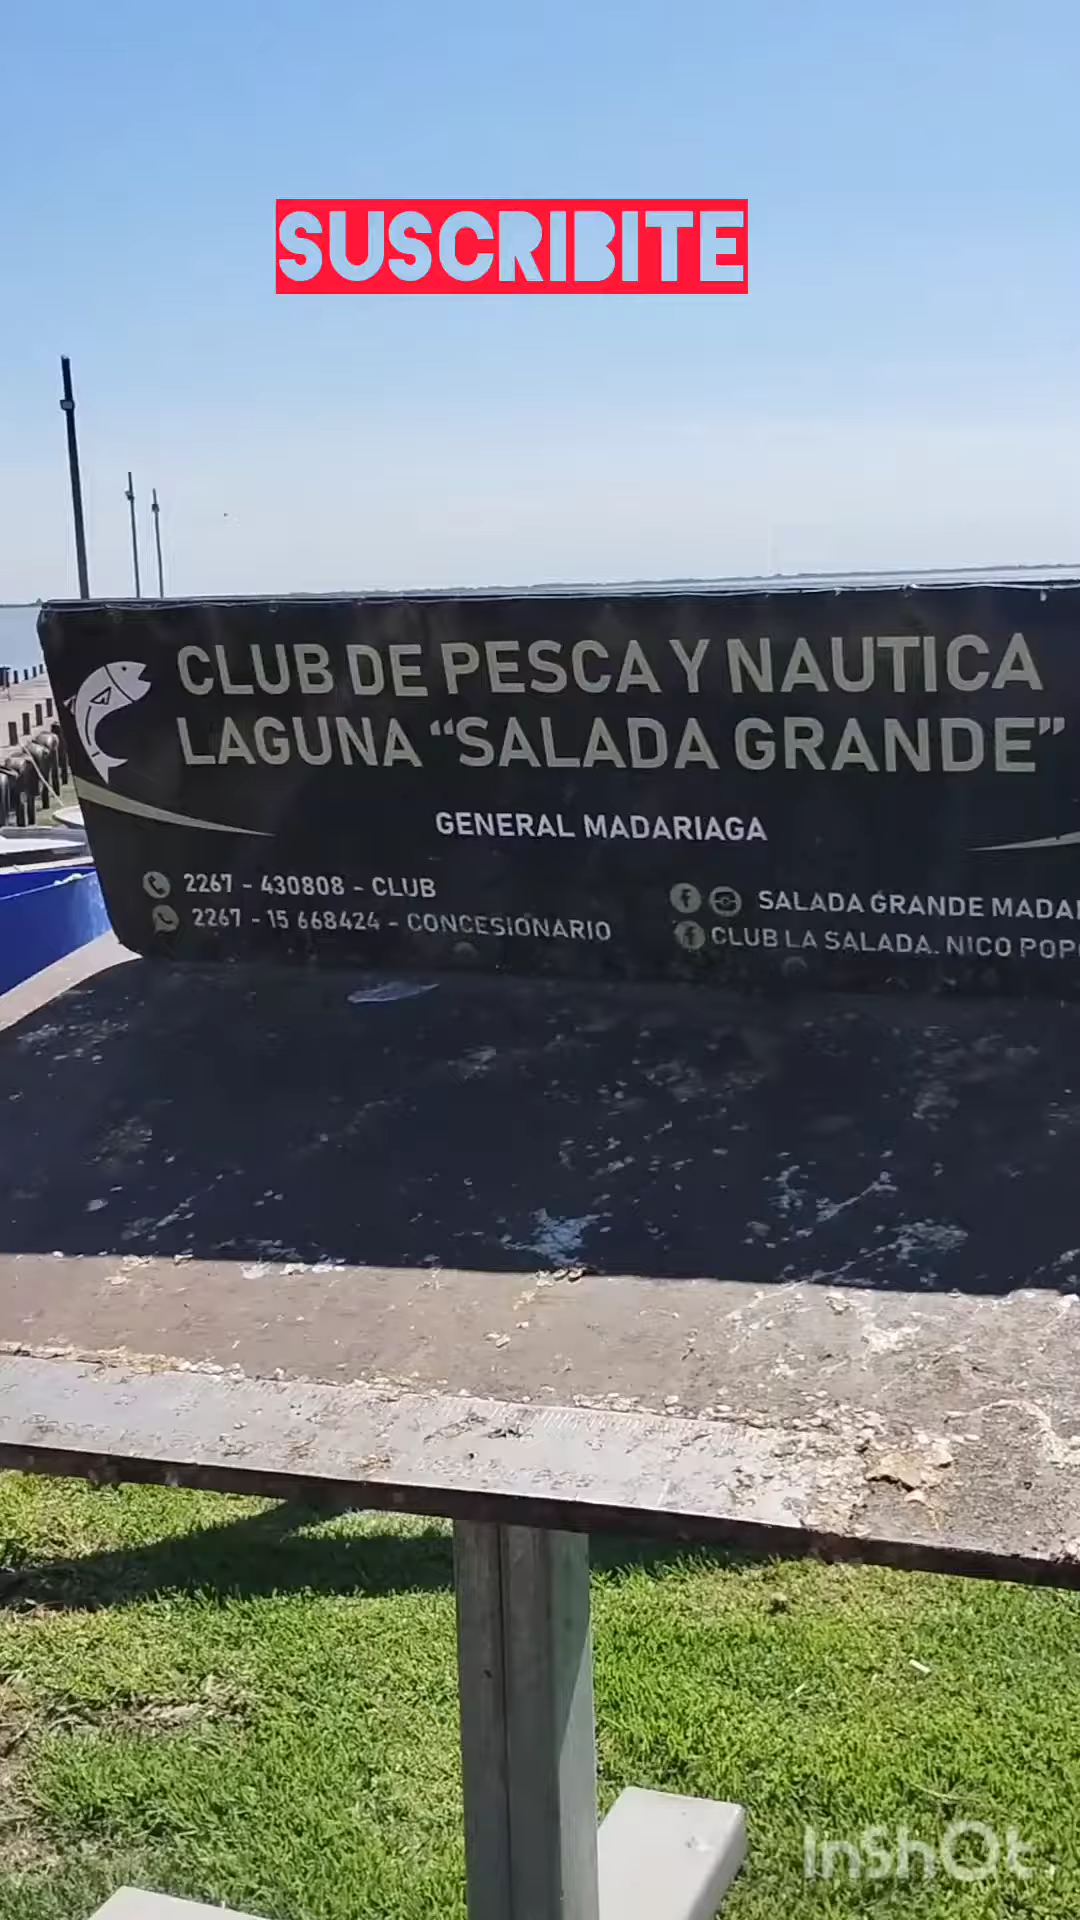 SUSCRIBITE
CLUB DE PESCA Y NAUTICA
LAGUNA “SALADA GRANDE”
GENERAL MADARIAGA
2267 - 430808 - CLUB
2267 - 15 668424 - CONCESIONARIO
SALADA GRANDE
CLUB LA SALADA. NICO
InShOt